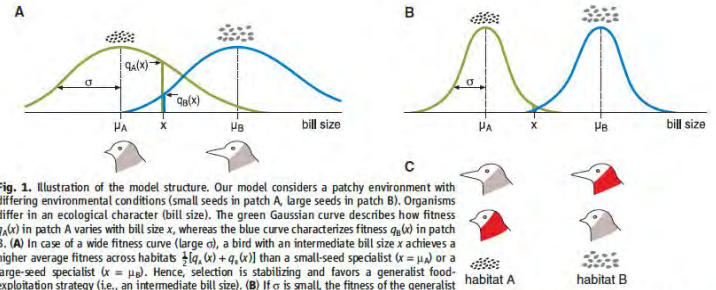 A
B
qA(x)
σ
qB(x)
σ
μA
x
μB
bill size
μA
x
μB
bill size
C
Fig. 1. Illustration of the model structure. Our model considers a patchy environment with
differing environmental conditions (small seeds in patch A, large seeds in patch B). Organisms
differ in an ecological character (bill size). The green Gaussian curve describes how fitness
qA(x) in patch A varies with bill size x, whereas the blue curve characterizes fitness qB(x) in patch
B. (A) In case of a wide fitness curve (large σ), a bird with an intermediate bill size x achieves a
higher average fitness across habitats ½[qA(x) + qB(x)] than a small-seed specialist (x = μA) or a
large-seed specialist (x = μB). Hence, selection is stabilizing and favors a generalist food-
exploitation strategy (i.e., an intermediate bill size). (B) If σ is small, the fitness of the generalist
habitat A
habitat B